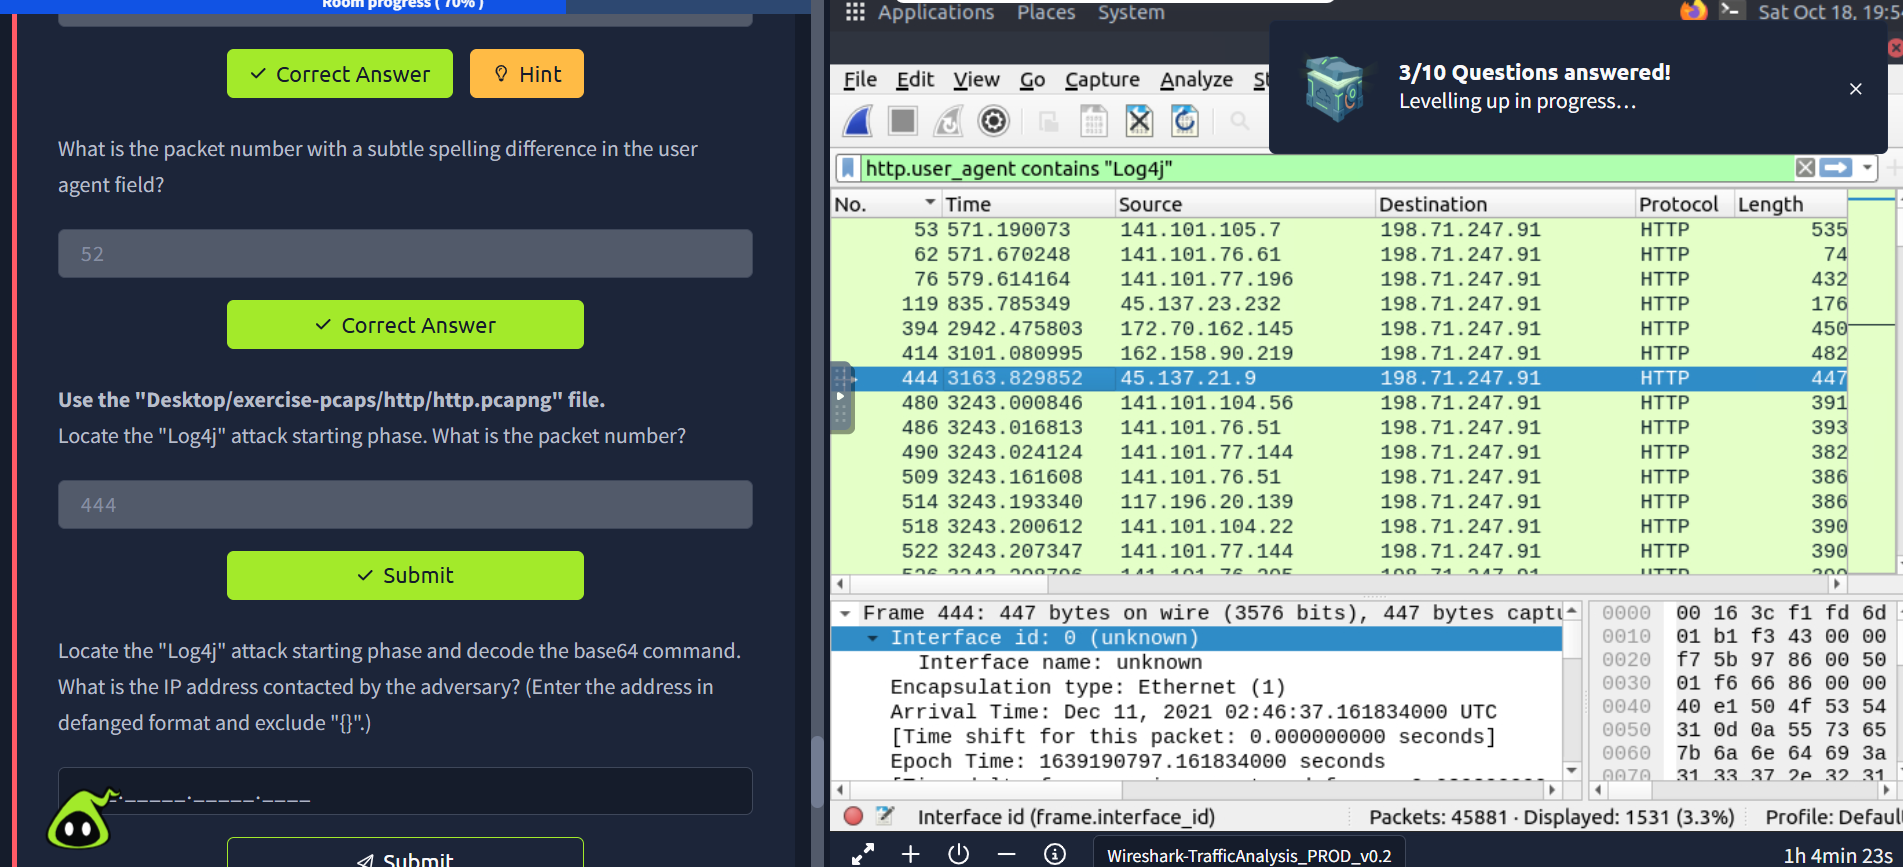 Room progress ( 70% )
Correct Answer
Hint
What is the packet number with a subtle spelling difference in the user
agent field?
52
Correct Answer
Use the "Desktop/exercise-pcaps/http/http.pcapng" file.
Locate the "Log4j" attack starting phase. What is the packet number?
444
Submit
Locate the "Log4j" attack starting phase and decode the base64 command.
What is the IP address contacted by the adversary? (Enter the address in
defanged format and exclude "{}".)
_._____._____.____
Submit
Applications Places System
Sat Oct 18, 19:5
3/10 Questions answered!
Levelling up in progress...
File Edit View Go Capture Analyze St
http.user_agent contains "Log4j"
No. Time Source Destination Protocol Length
53 571.190073 141.101.105.7 198.71.247.91 HTTP 535
62 571.670248 141.101.76.61 198.71.247.91 HTTP 74
76 579.614164 141.101.77.196 198.71.247.91 HTTP 432
119 835.785349 45.137.23.232 198.71.247.91 HTTP 176
394 2942.475803 172.70.162.145 198.71.247.91 HTTP 450
414 3101.080995 162.158.90.219 198.71.247.91 HTTP 482
444 3163.829852 45.137.21.9 198.71.247.91 HTTP 447
480 3243.000846 141.101.104.56 198.71.247.91 HTTP 391
486 3243.016813 141.101.76.51 198.71.247.91 HTTP 393
490 3243.024124 141.101.77.144 198.71.247.91 HTTP 382
509 3243.161608 141.101.76.51 198.71.247.91 HTTP 386
514 3243.193340 117.196.20.139 198.71.247.91 HTTP 386
518 3243.200612 141.101.104.22 198.71.247.91 HTTP 390
522 3243.207347 141.101.77.144 198.71.247.91 HTTP 390
Frame 444: 447 bytes on wire (3576 bits), 447 bytes captu
Interface id: 0 (unknown)
Interface name: unknown
Encapsulation type: Ethernet (1)
Arrival Time: Dec 11, 2021 02:46:37.161834000 UTC
[Time shift for this packet: 0.000000000 seconds]
Epoch Time: 1639190797.161834000 seconds
0000 00 16 3c f1 fd 6d
0010 01 b1 f3 43 00 00
0020 f7 5b 97 86 00 50
0030 01 f6 66 86 00 00
0040 40 e1 50 4f 53 54
0050 31 0d 0a 55 73 65
0060 7b 6a 6e 64 69 3a
0070 31 33 37 2e 32 31
Interface id (frame.interface_id)
Packets: 45881 · Displayed: 1531 (3.3%)
Profile: Defaul
Wireshark-TrafficAnalysis_PROD_v0.2
1h 4min 23s